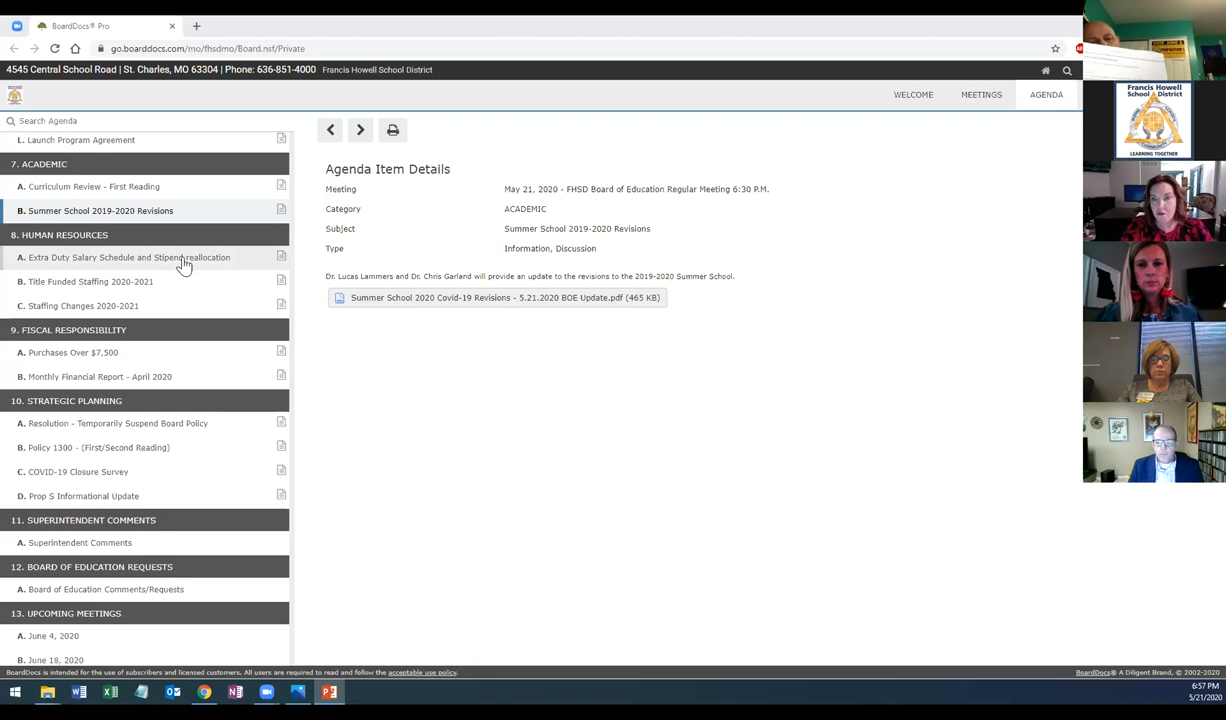 BoardDocs® Pro
go.boarddocs.com/mo/fhsdmo/Board.nsf/Private
4545 Central School Road | St. Charles, MO 63304 | Phone: 636-851-4000 Francis Howell School District
WELCOME MEETINGS AGENDA
Search Agenda
L. Launch Program Agreement
7. ACADEMIC
A. Curriculum Review - First Reading
B. Summer School 2019-2020 Revisions
8. HUMAN RESOURCES
A. Extra Duty Salary Schedule and Stipend reallocation
B. Title Funded Staffing 2020-2021
C. Staffing Changes 2020-2021
9. FISCAL RESPONSIBILITY
A. Purchases Over $7,500
B. Monthly Financial Report - April 2020
10. STRATEGIC PLANNING
A. Resolution - Temporarily Suspend Board Policy
B. Policy 1300 - (First/Second Reading)
C. COVID-19 Closure Survey
D. Prop S Informational Update
11. SUPERINTENDENT COMMENTS
A. Superintendent Comments
12. BOARD OF EDUCATION REQUESTS
A. Board of Education Comments/Requests
13. UPCOMING MEETINGS
A. June 4, 2020
B. June 18, 2020
Agenda Item Details
Meeting May 21, 2020 - FHSD Board of Education Regular Meeting 6:30 P.M.
Category ACADEMIC
Subject Summer School 2019-2020 Revisions
Type Information, Discussion
Dr. Lucas Lammers and Dr. Chris Garland will provide an update to the revisions to the 2019-2020 Summer School.
Summer School 2020 Covid-19 Revisions - 5.21.2020 BOE Update.pdf (465 KB)
Francis Howell
School District
LEARNING TOGETHER
BoardDocs is intended for the use of subscribers and licensed customers. All users are required to read and follow the acceptable use policy.
BoardDocs® A Diligent Brand, © 2002-2020
6:57 PM
5/21/2020